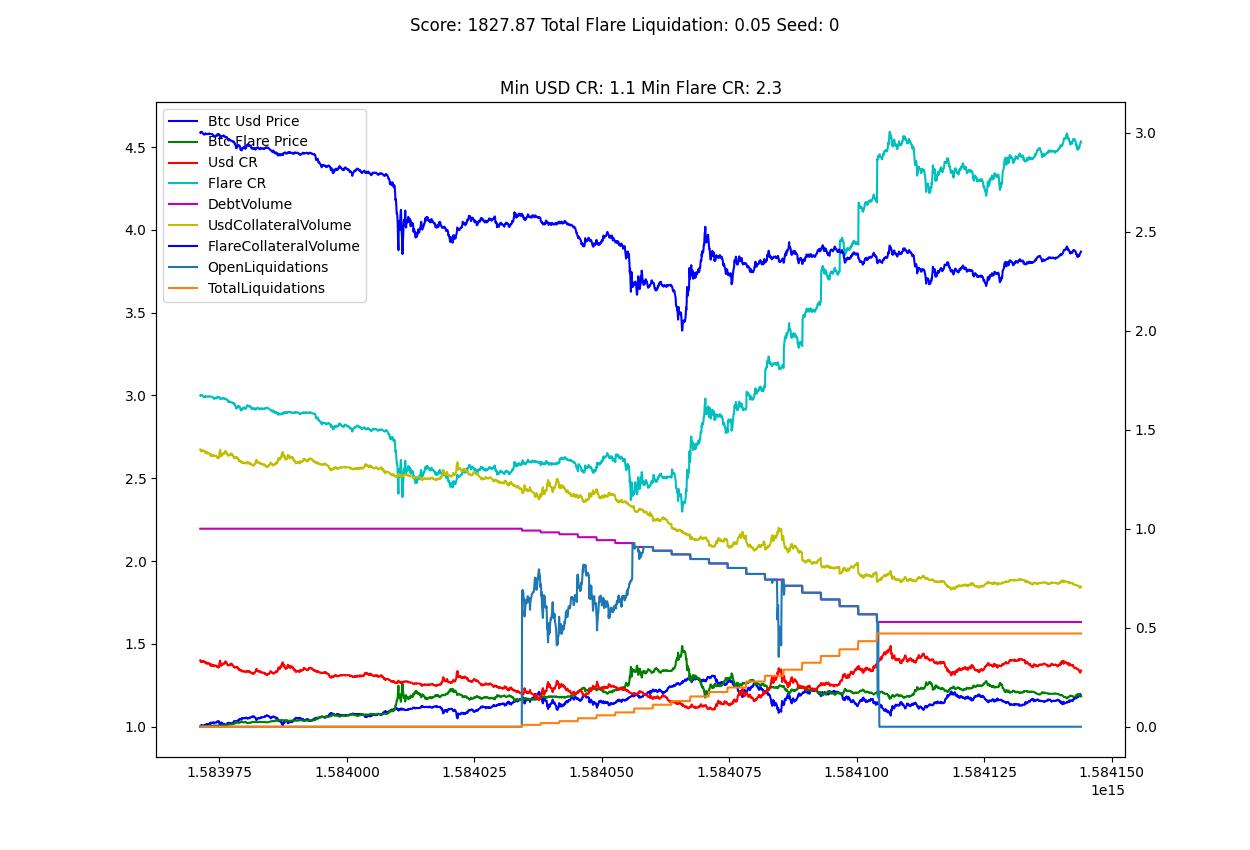 Score: 1827.87 Total Flare Liquidation: 0.05 Seed: 0
Min USD CR: 1.1 Min Flare CR: 2.3
Btc Usd Price
Btc Flare Price
Usd CR
Flare CR
DebtVolume
UsdCollateralVolume
FlareCollateralVolume
OpenLiquidations
TotalLiquidations
4.5
4.0
3.5
3.0
2.5
2.0
1.5
1.0
3.0
2.5
2.0
1.5
1.0
0.5
0.0
1.583975 1.584000 1.584025 1.584050 1.584075 1.584100 1.584125 1.584150
1e15